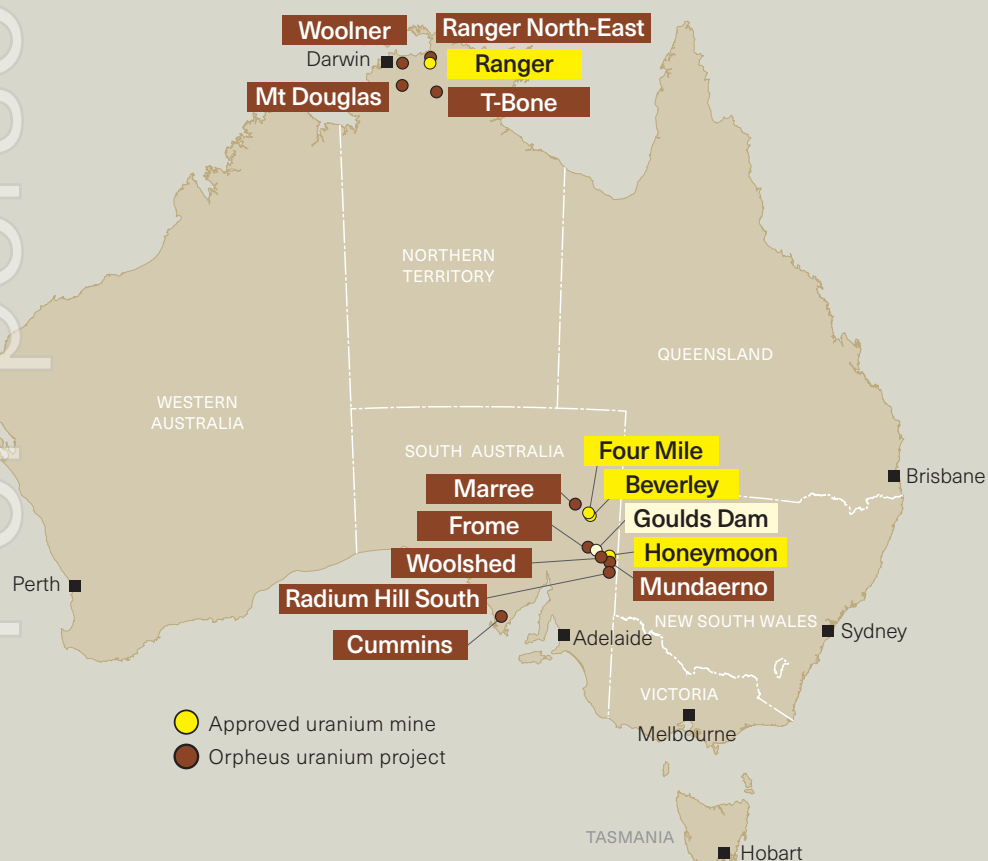 Woolner
Ranger North-East
Darwin
Ranger
Mt Douglas
T-Bone
NORTHERN
TERRITORY
QUEENSLAND
WESTERN
AUSTRALIA
SOUTH AUSTRALIA
Four Mile
Marree
Beverley
Brisbane
Frome
Goulds Dam
Woolshed
Honeymoon
Perth
Mundaerno
Radium Hill South
NEW SOUTH WALES
Sydney
Cummins
Adelaide
VICTORIA
Melbourne
Approved uranium mine
Orpheus uranium project
TASMANIA
Hobart